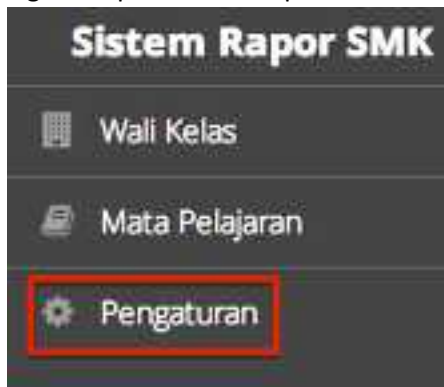 Sistem Rapor SMK
Wali Kelas
Mata Pelajaran
Pengaturan